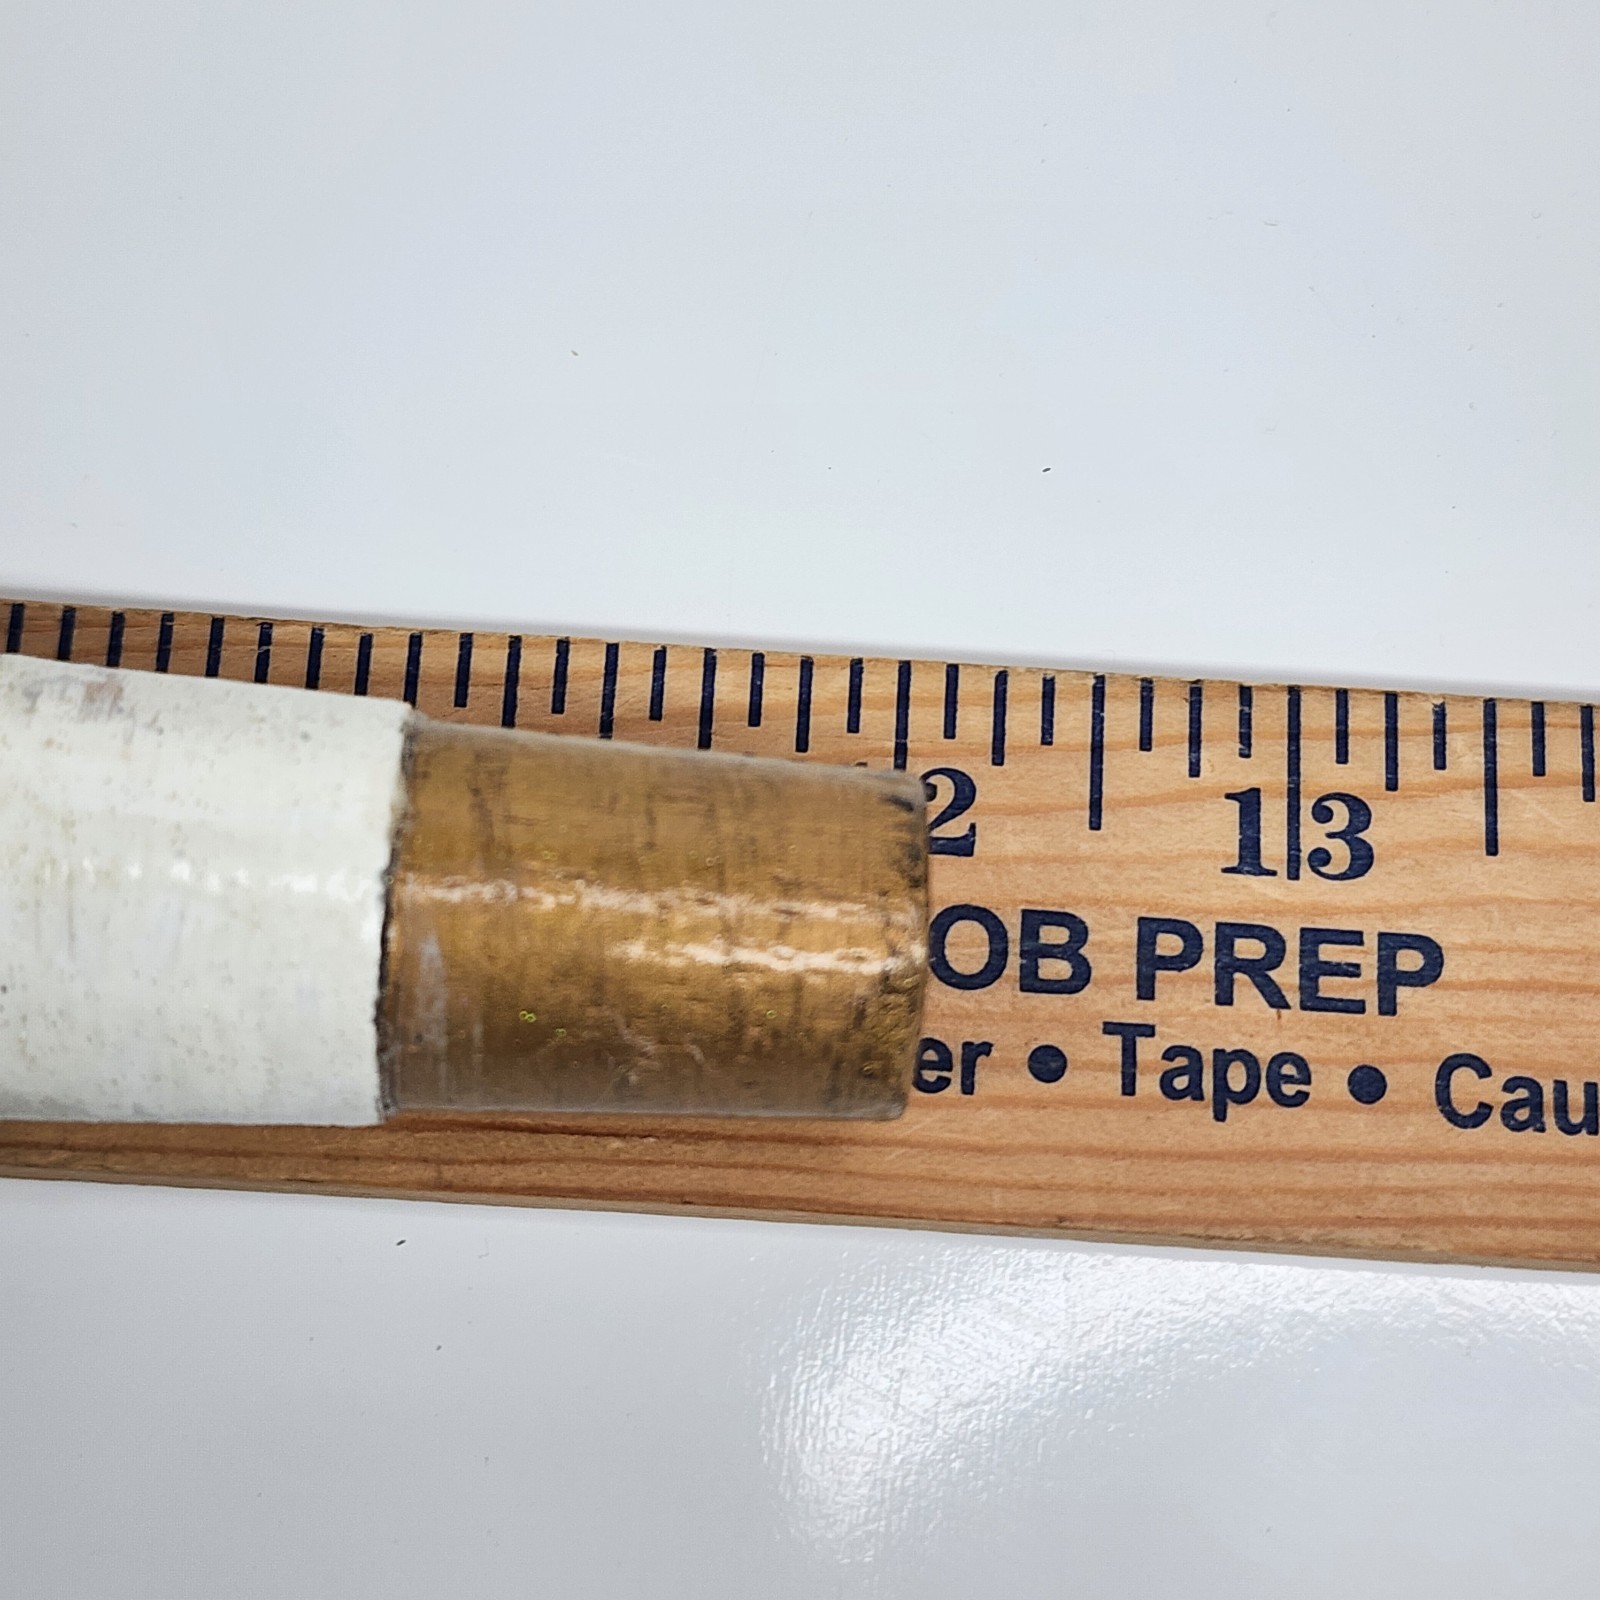 2 13
OB PREP
er • Tape • Cau